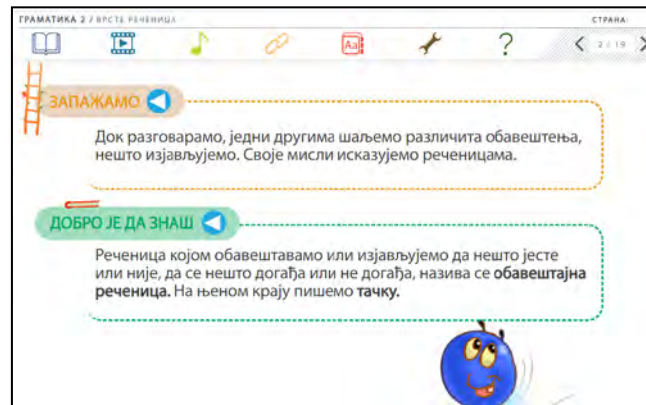 ГРАМАТИКА 2 / ВРСТЕ РЕЧЕНИЦА
СТРАНА:
Aa
?
2 / 19
ЗАПАЖАМО
Док разговарамо, једни другима шаљемо различита обавештења,
нешто изјављујемо. Своје мисли исказујемо реченицама.
ДОБРО ЈЕ ДА ЗНАШ
Реченица којом обавештавамо или изјављујемо да нешто јесте
или није, да се нешто догађа или не догађа, назива се обавештајна
реченица. На њеном крају пишемо тачку.